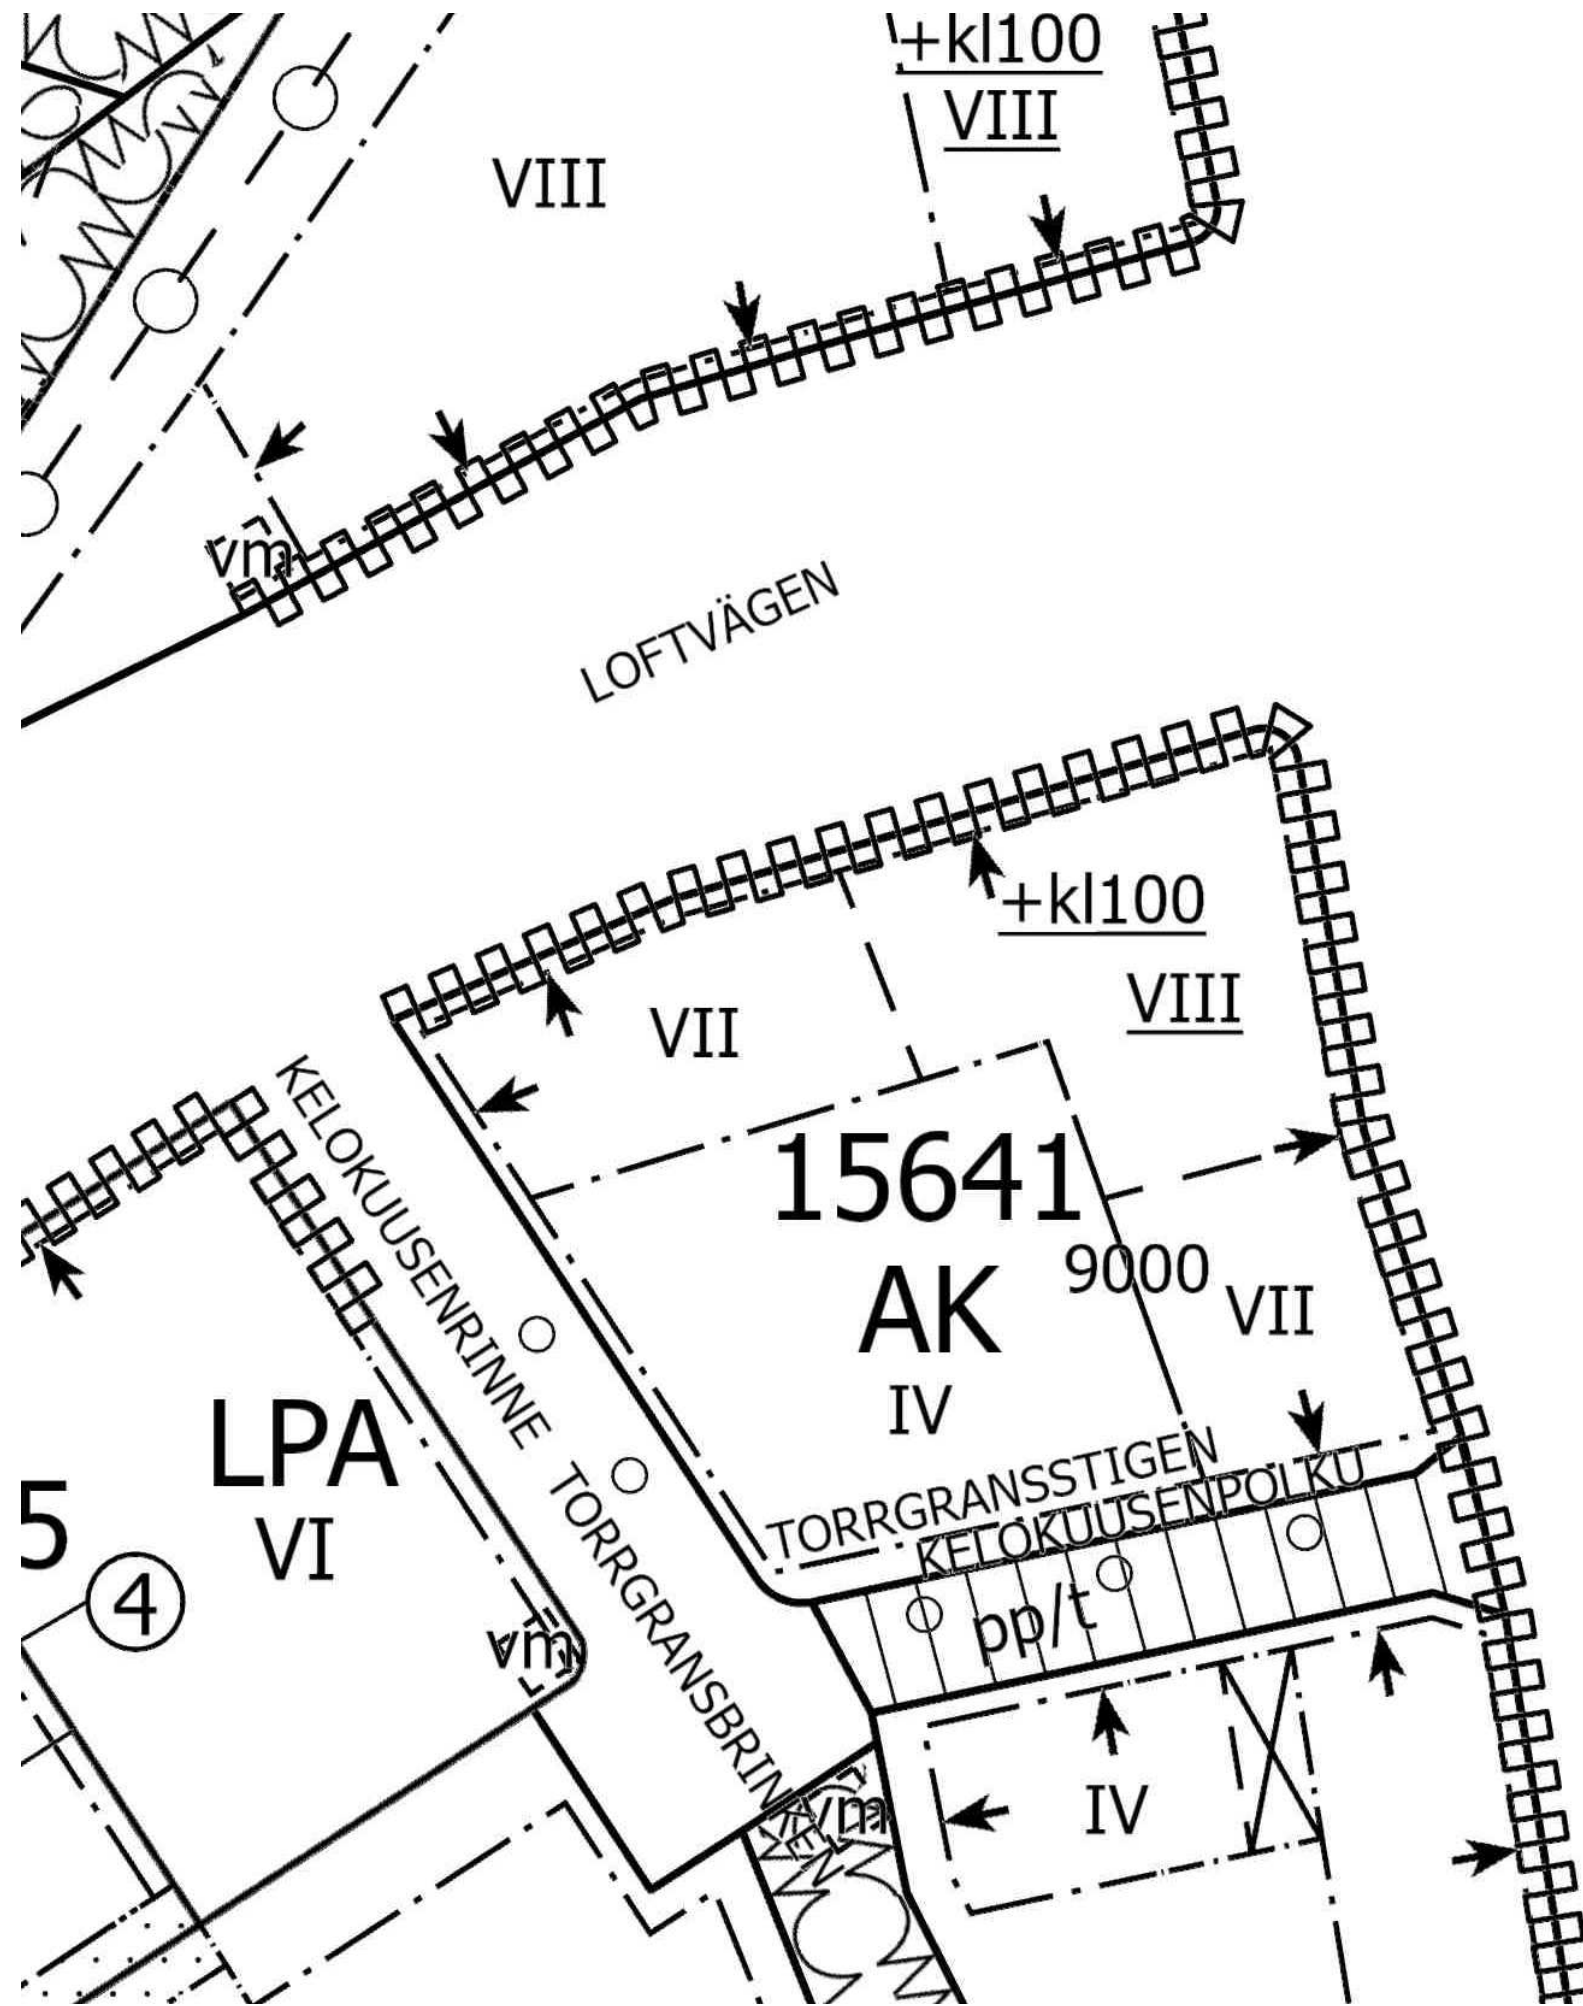 +kl100
VIII
VIII
vm
LOFTVÄGEN
+kl100
VIII
VII
KELOKUUSENRINNE
15641
AK
9000
VII
IV
LPA
VI
5
4
TORRGRANSSTIGEN
KELOKUUSENPOLKU
pp/t
vm
TORRGRANSBRINKEN
vm
IV